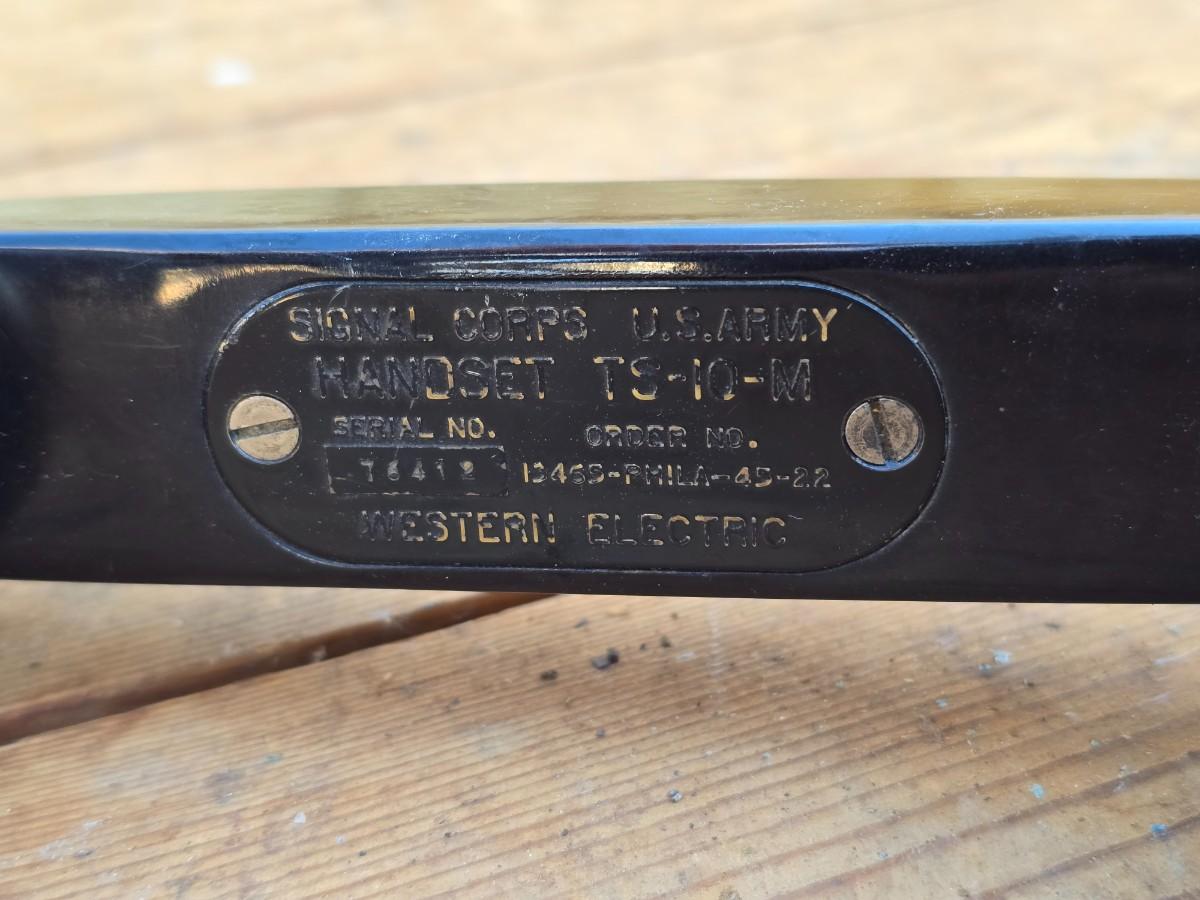 SIGNAL CORPS U.S.ARMY
HANDSET TS-10-M
SERIAL NO. ORDER NO.
76412 13465-PHILA-45-22
WESTERN ELECTRIC